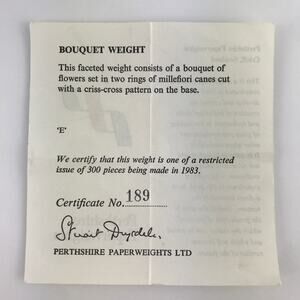 BOUQUET WEIGHT
This faceted weight consists of a bouquet of
flowers set in two rings of millefiori canes cut
with a criss-cross pattern on the base.
'E'
We certify that this weight is one of a restricted
issue of 300 pieces being made in 1983.
Certificate No. 189
Stuart Drysdale.
PERTHSHIRE PAPERWEIGHTS LTD